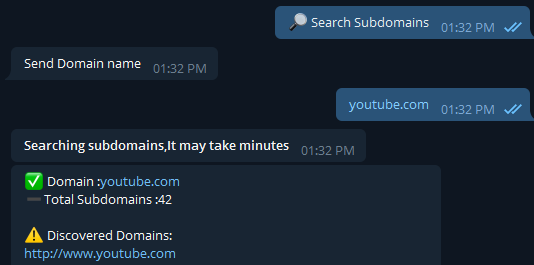 🔎 Search Subdomains
01:32 PM
Send Domain name 01:32 PM
youtube.com
01:32 PM
Searching subdomains,It may take minutes 01:32 PM
✅ Domain :youtube.com
➖Total Subdomains :42
⚠️ Discovered Domains:
http://www.youtube.com